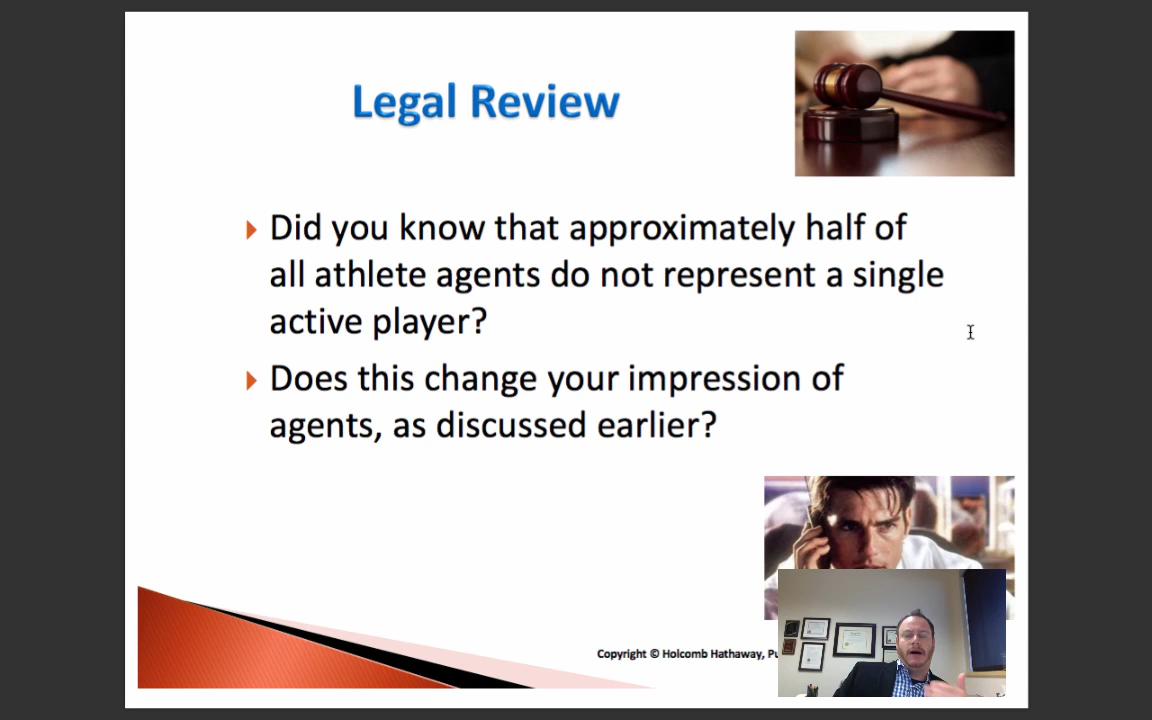 Legal Review
Did you know that approximately half of
all athlete agents do not represent a single
active player?
Does this change your impression of
agents, as discussed earlier?
Copyright © Holcomb Hathaway,